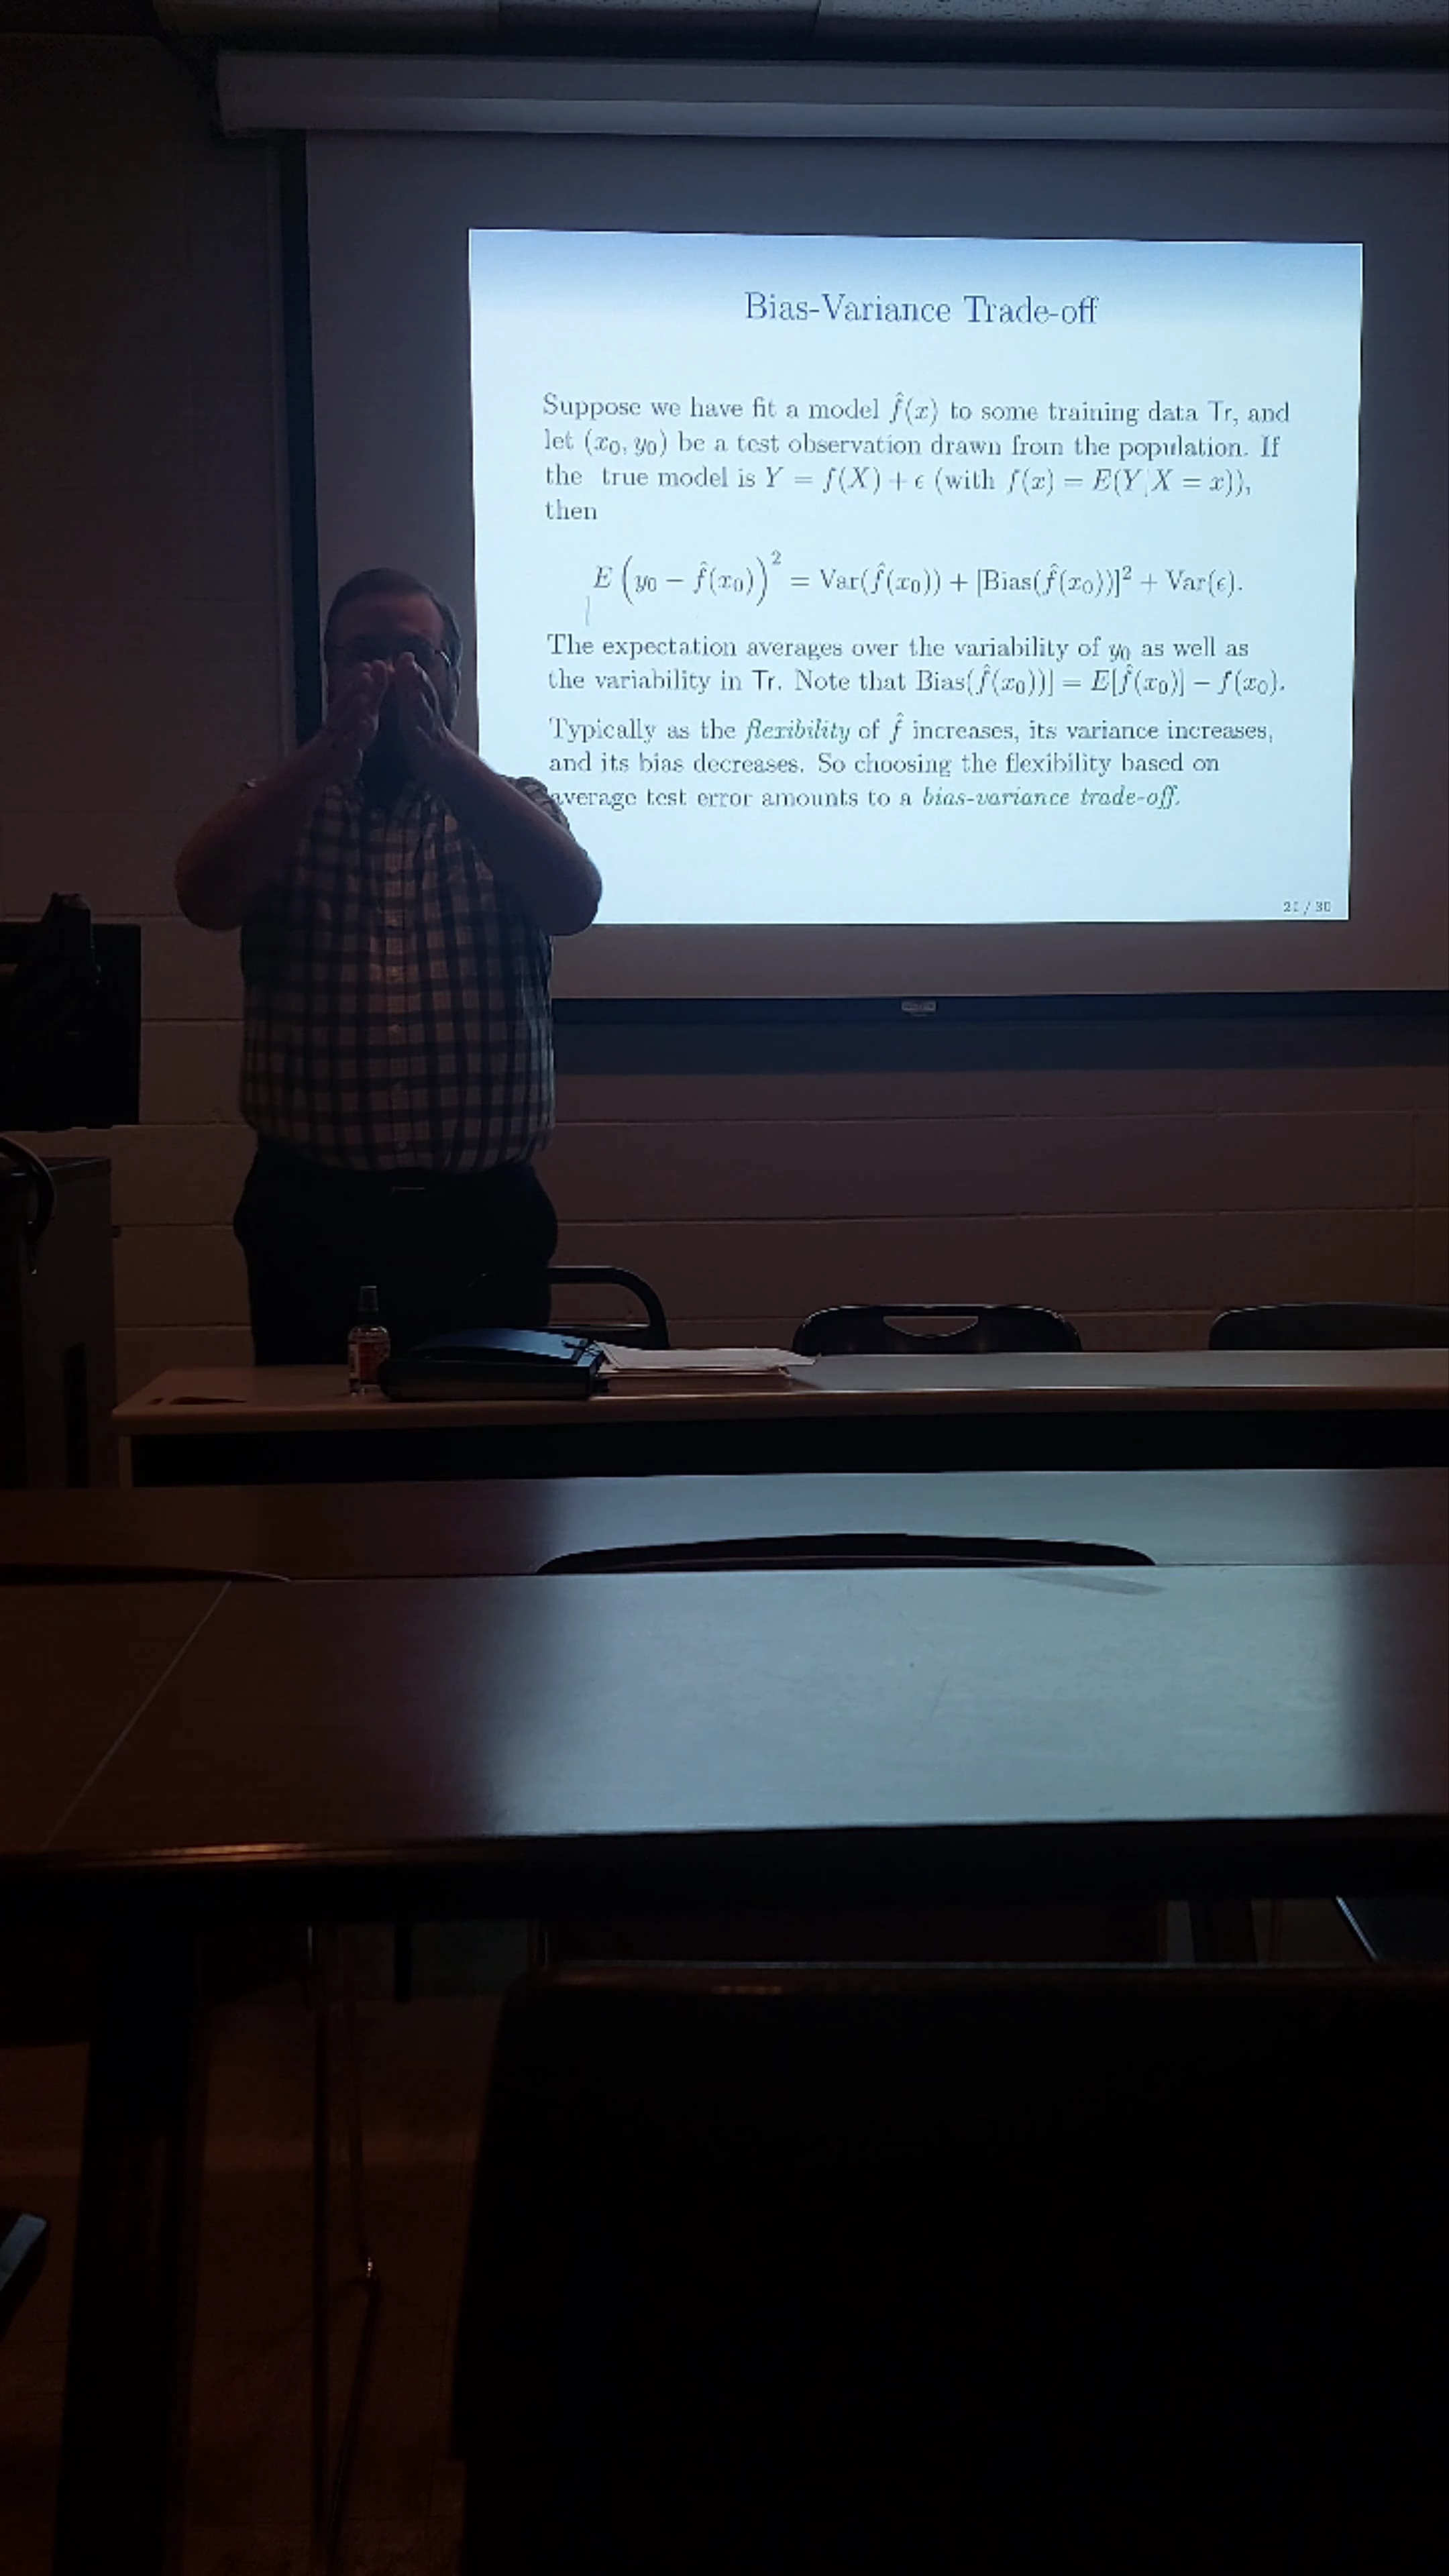 Bias-Variance Trade-off
Suppose we have fit a model f̂(x) to some training data Tr, and
let (x₀, y₀) be a test observation drawn from the population. If
the true model is Y = f(X) + ϵ (with f(x) = E(Y|X = x)),
then
E (y₀ − f̂(x₀))² = Var(f̂(x₀)) + [Bias(f̂(x₀))]² + Var(ϵ).
The expectation averages over the variability of y₀ as well as
the variability in Tr. Note that Bias(f̂(x₀))] = E[f̂(x₀)] − f(x₀).
Typically as the flexibility of f̂ increases, its variance increases,
and its bias decreases. So choosing the flexibility based on
average test error amounts to a bias-variance trade-off.
21 / 30